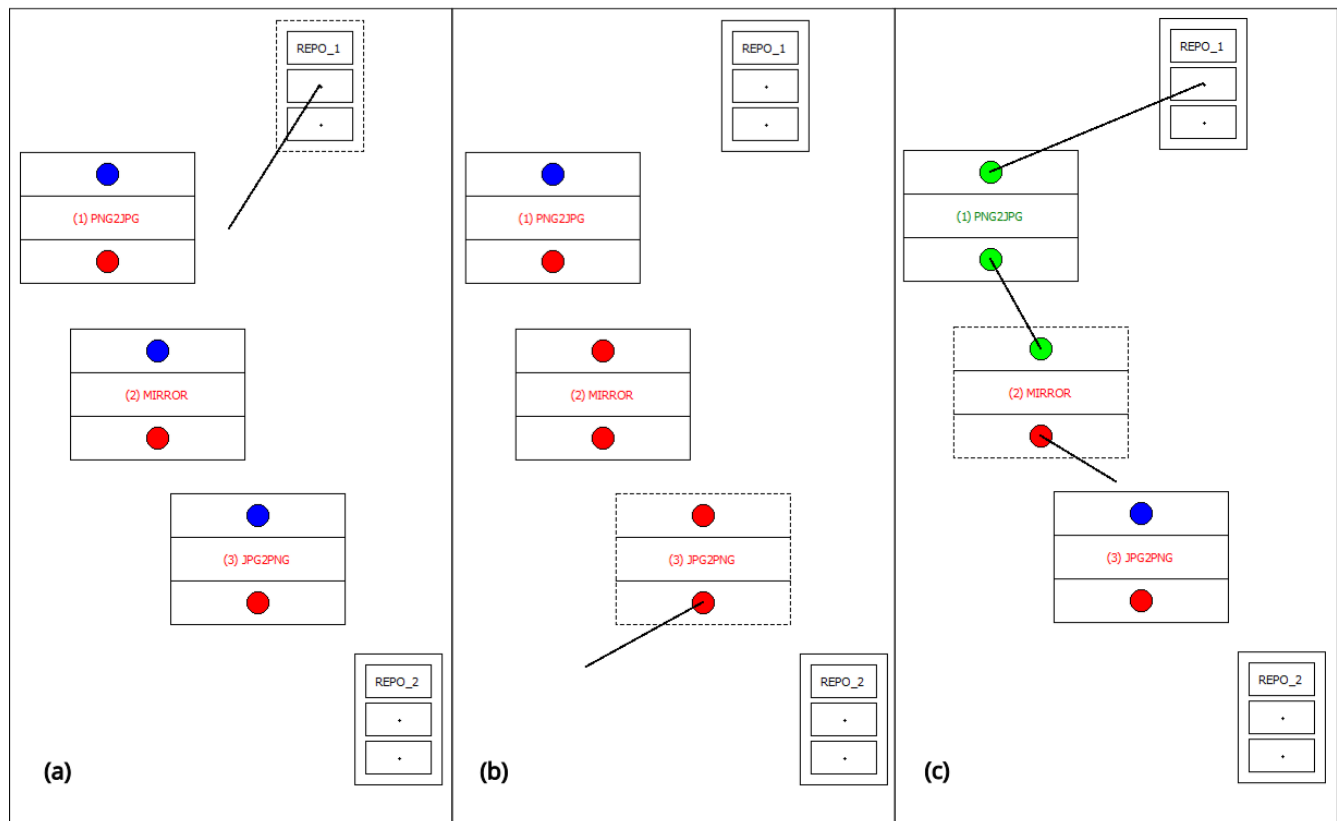 REPO_1
(1) PNG2JPG
(2) MIRROR
(3) JPG2PNG
REPO_2
(a)
REPO_1
(1) PNG2JPG
(2) MIRROR
(3) JPG2PNG
REPO_2
(b)
REPO_1
(1) PNG2JPG
(2) MIRROR
(3) JPG2PNG
REPO_2
(c)